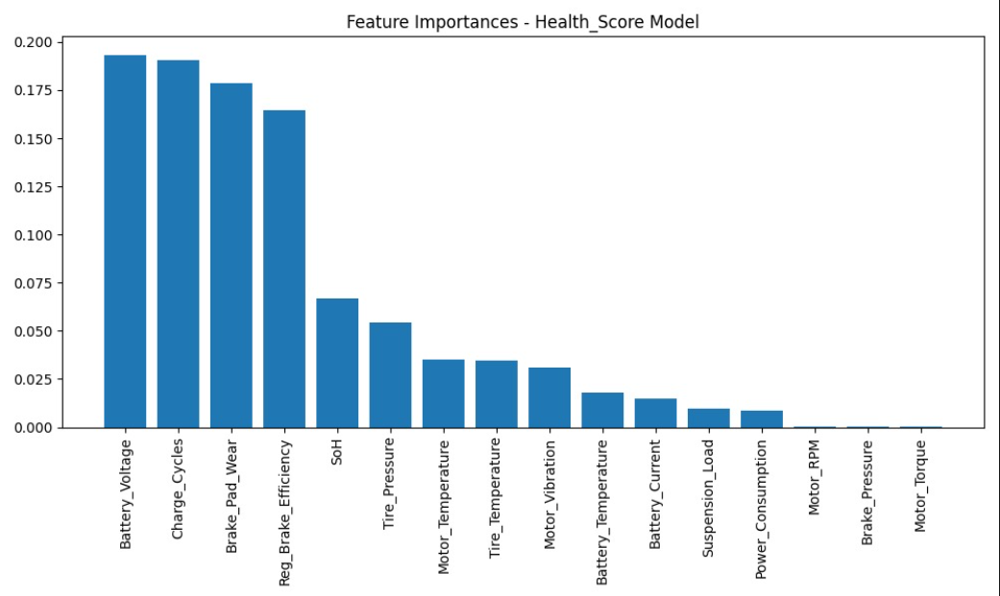 Feature Importances - Health_Score Model
0.200
0.175
0.150
0.125
0.100
0.075
0.050
0.025
0.000
Battery_Voltage
Charge_Cycles
Brake_Pad_Wear
Reg_Brake_Efficiency
SoH
Tire_Pressure
Motor_Temperature
Tire_Temperature
Motor_Vibration
Battery_Temperature
Battery_Current
Suspension_Load
Power_Consumption
Motor_RPM
Brake_Pressure
Motor_Torque